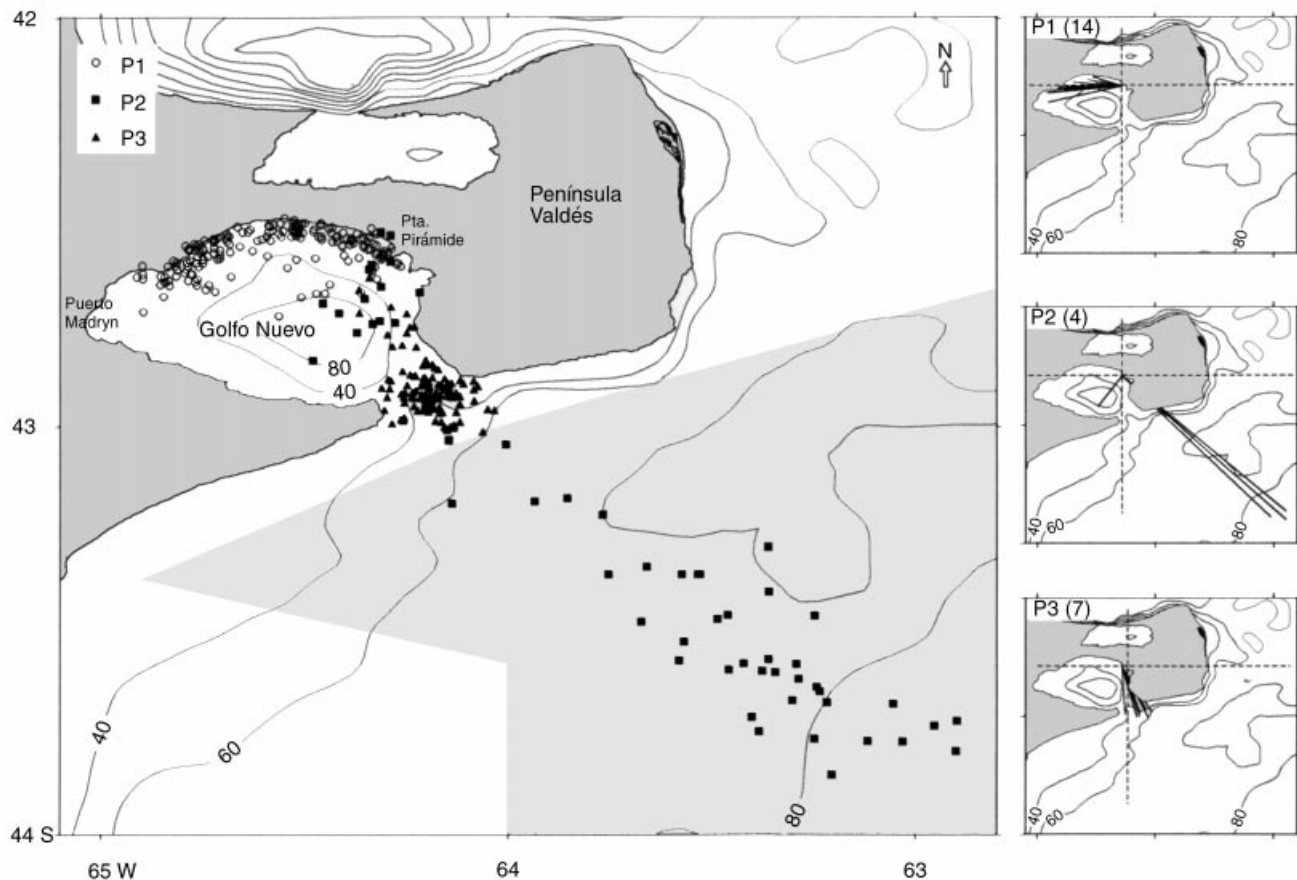 42
P1
P2
P3
N
Península
Valdés
Pta.
Pirámide
Puerto
Madryn
Golfo Nuevo
80
40
43
40
60
80
44 S
65 W
64
63
P1 (14)
40
60
80
P2 (4)
40
60
80
P3 (7)
40
60
80